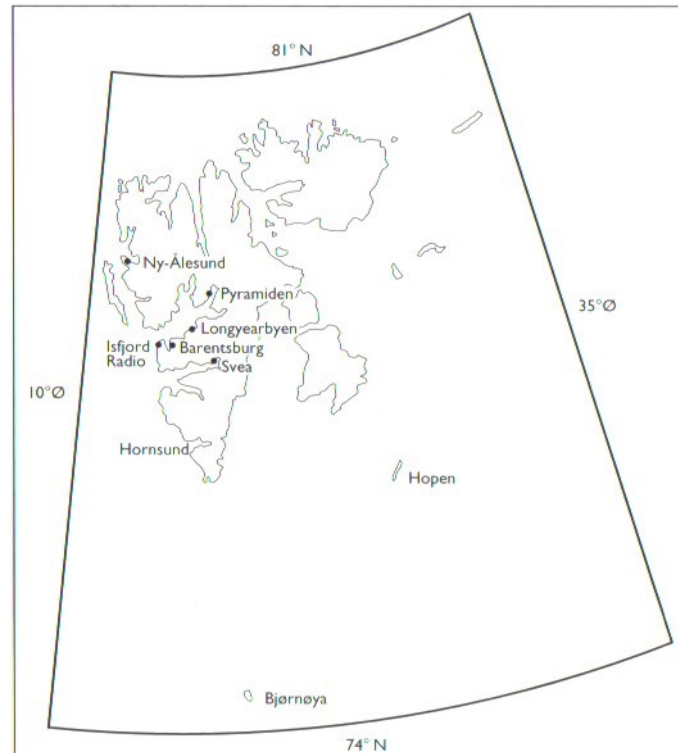 81° N
Ny-Ålesund
Pyramiden
35°Ø
Longyearbyen
Isfjord
Radio
Barentsburg
Svea
10°Ø
Hornsund
Hopen
Bjørnøya
74° N